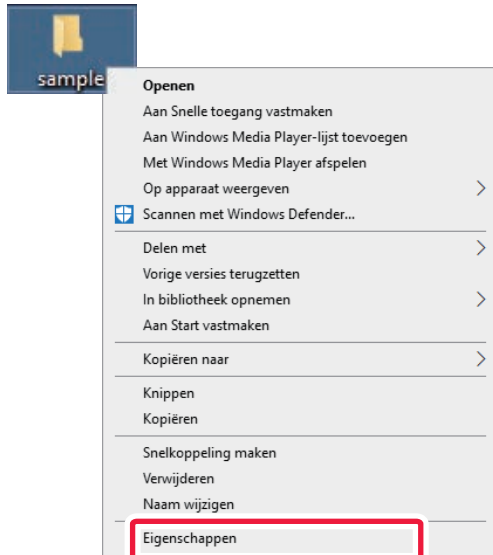 sample
Openen
Aan Snelle toegang vastmaken
Aan Windows Media Player-lijst toevoegen
Met Windows Media Player afspelen
Op apparaat weergeven
Scannen met Windows Defender...
Delen met
Vorige versies terugzetten
In bibliotheek opnemen
Aan Start vastmaken
Kopiëren naar
Knippen
Kopiëren
Snelkoppeling maken
Verwijderen
Naam wijzigen
Eigenschappen